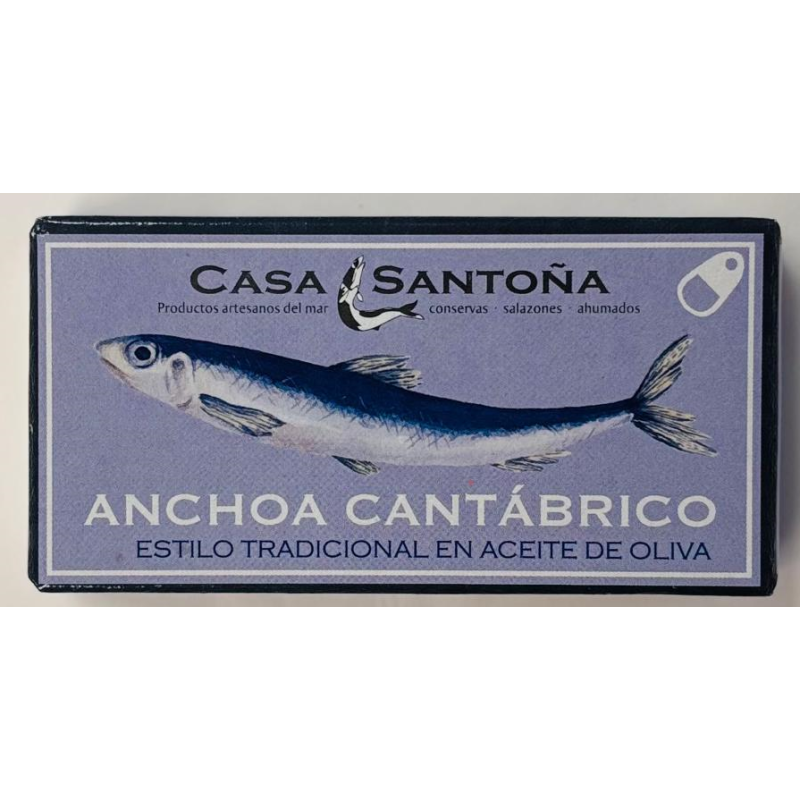 CASA SANTOÑA
Productos artesanos del mar conservas · salazones · ahumados
ANCHOA CANTÁBRICO
ESTILO TRADICIONAL EN ACEITE DE OLIVA